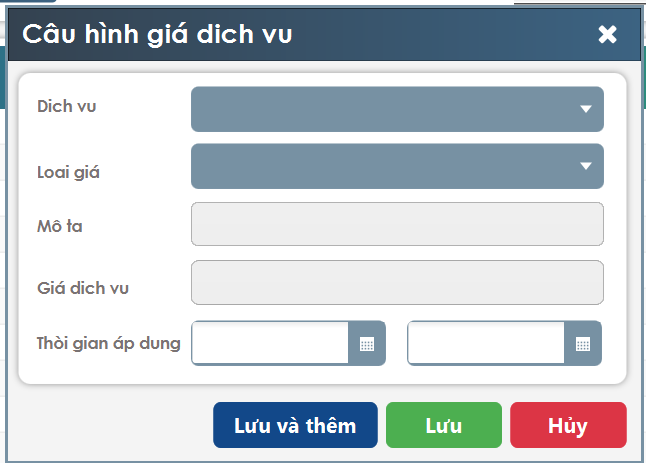 Câu hình giá dich vu
Dich vu
Loai giá
Mô ta
Giá dich vu
Thời gian áp dung
Lưu và thêm
Lưu
Hủy